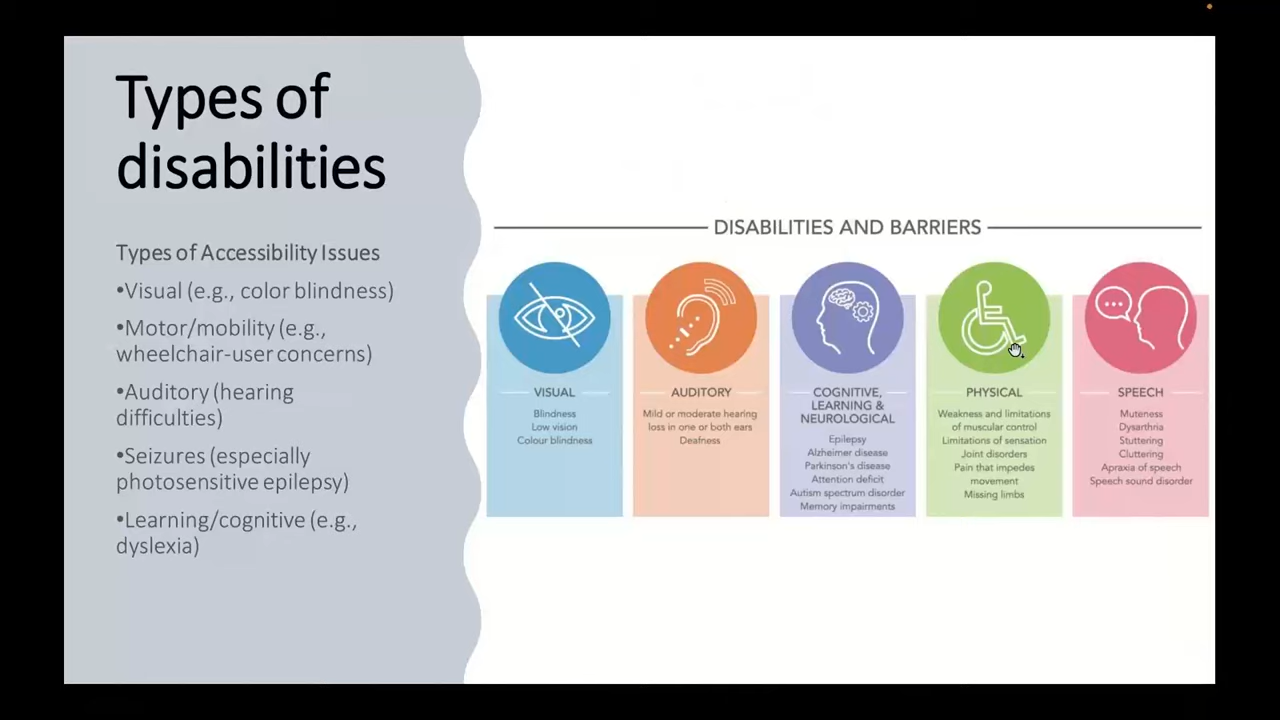 Types of
disabilities
Types of Accessibility Issues
•Visual (e.g., color blindness)
•Motor/mobility (e.g.,
wheelchair-user concerns)
•Auditory (hearing
difficulties)
•Seizures (especially
photosensitive epilepsy)
•Learning/cognitive (e.g.,
dyslexia)
DISABILITIES AND BARRIERS
VISUAL
Blindness
Low vision
Colour blindness
AUDITORY
Mild or moderate hearing
loss in one or both ears
Deafness
COGNITIVE,
LEARNING &
NEUROLOGICAL
Epilepsy
Alzheimer disease
Parkinson's disease
Attention deficit
Autism spectrum disorder
Memory impairments
PHYSICAL
Weakness and limitations
of muscular control
Limitations of sensation
Joint disorders
Pain that impedes
movement
Missing limbs
SPEECH
Muteness
Dysarthria
Stuttering
Cluttering
Apraxia of speech
Speech sound disorder